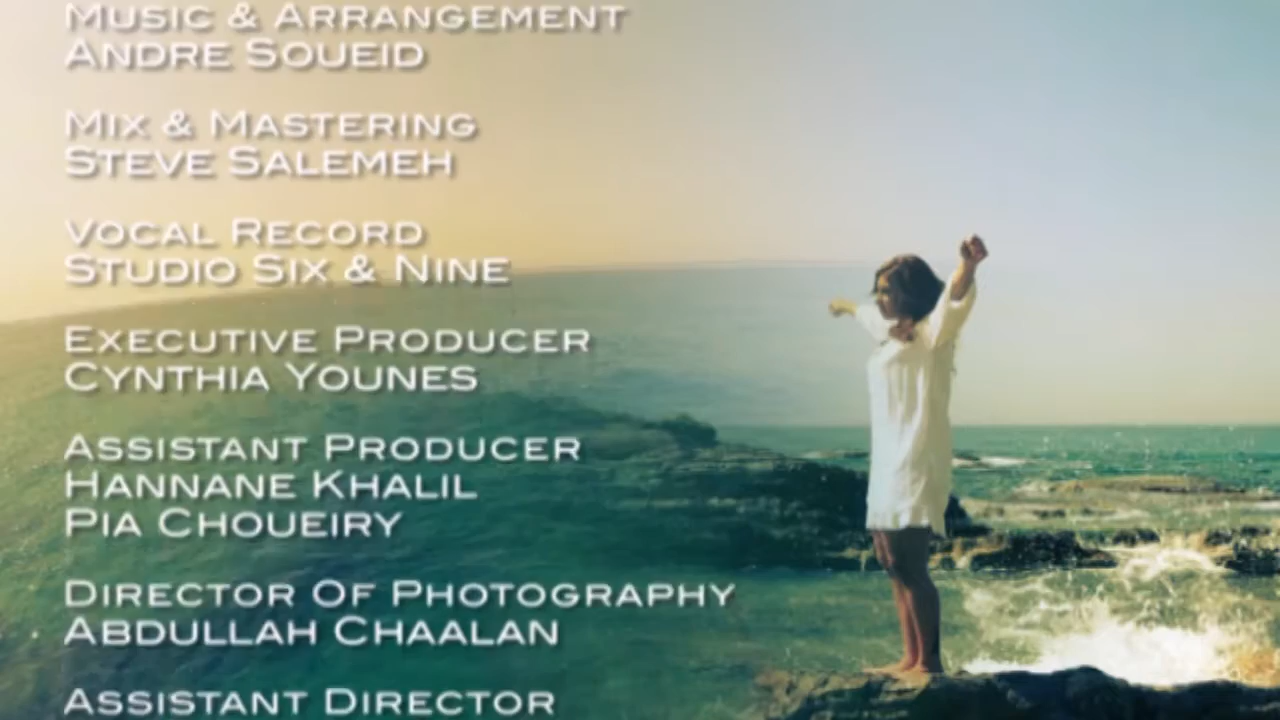 MUSIC & ARRANGEMENT
ANDRE SOUEID
MIX & MASTERING
STEVE SALEMEH
VOCAL RECORD
STUDIO SIX & NINE
EXECUTIVE PRODUCER
CYNTHIA YOUNES
ASSISTANT PRODUCER
HANNANE KHALIL
PIA CHOUEIRY
DIRECTOR OF PHOTOGRAPHY
ABDULLAH CHAALAN
ASSISTANT DIRECTOR